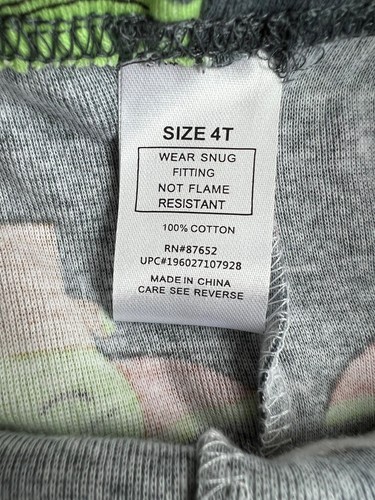 SIZE 4T
WEAR SNUG
FITTING
NOT FLAME
RESISTANT
100% COTTON
RN#87652
UPC#196027107928
MADE IN CHINA
CARE SEE REVERSE